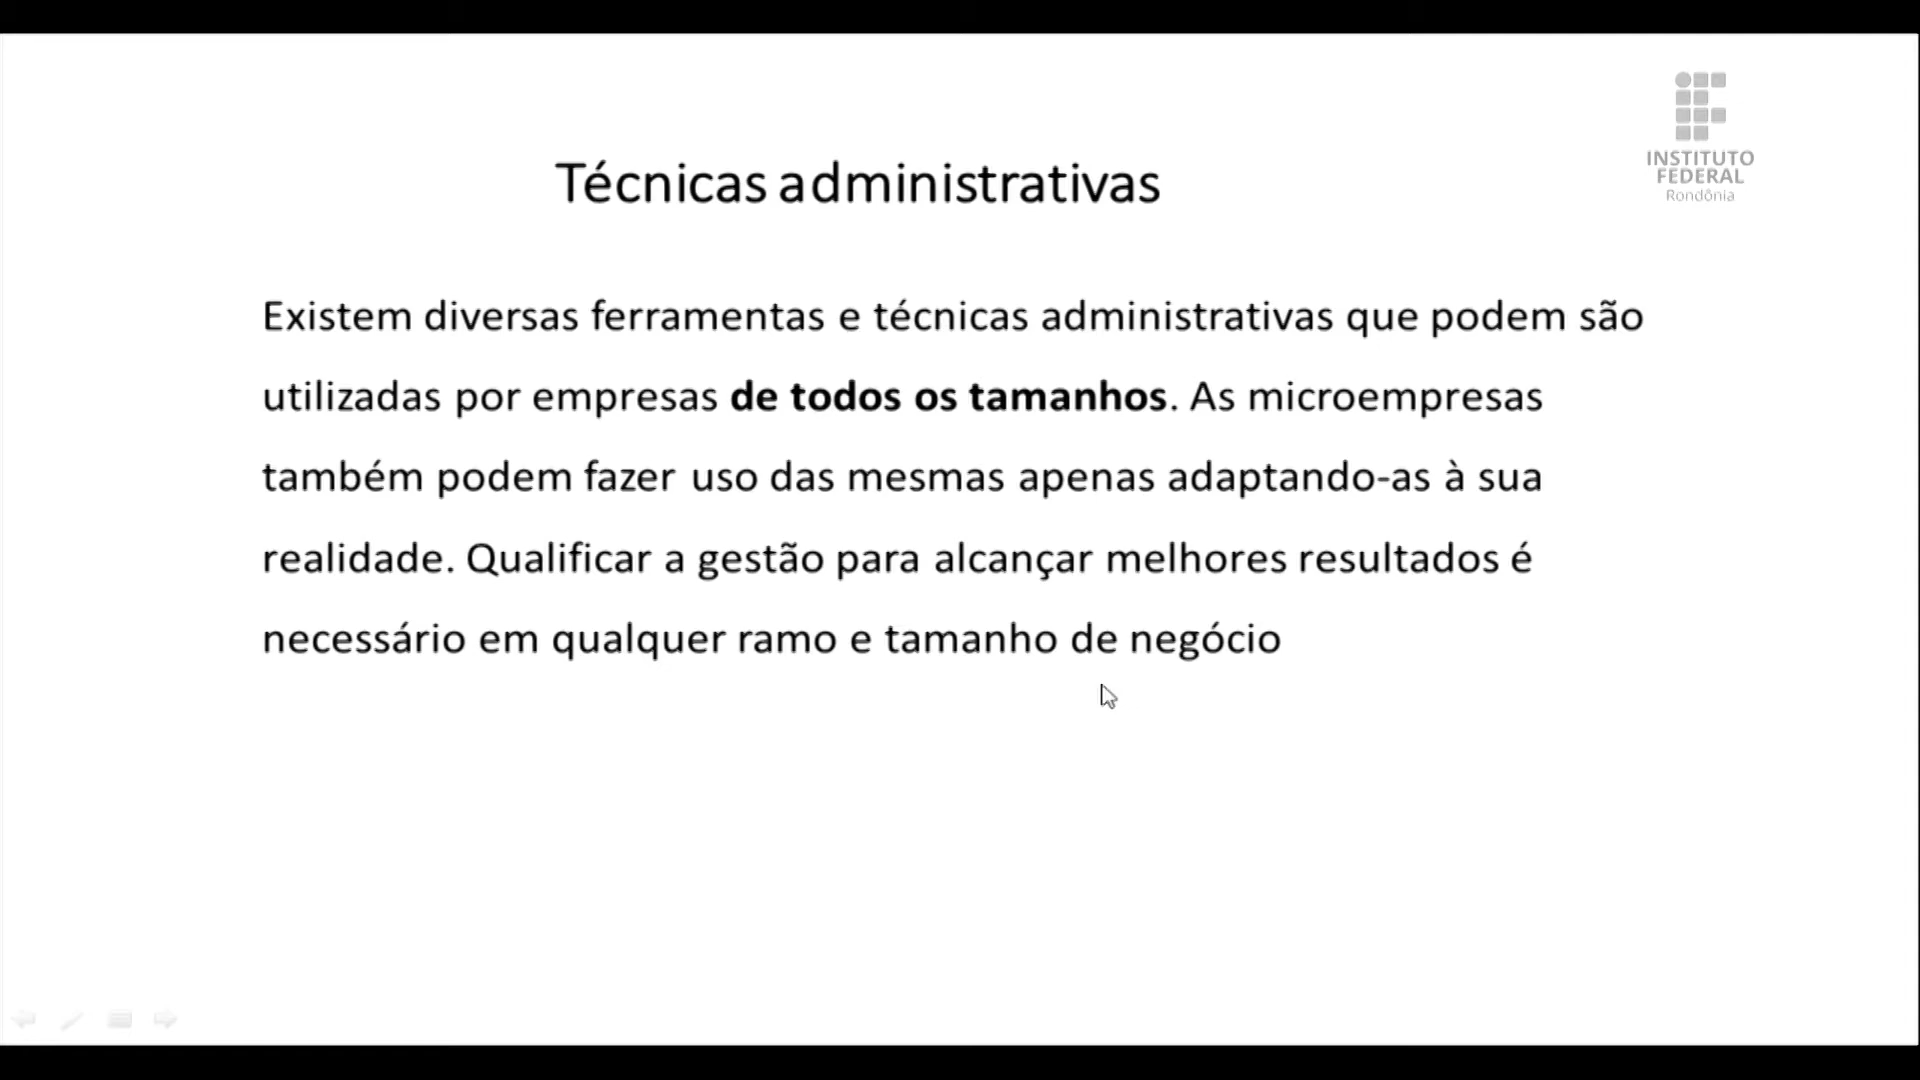 INSTITUTO
FEDERAL
Rondônia
Técnicas administrativas
Existem diversas ferramentas e técnicas administrativas que podem são
utilizadas por empresas de todos os tamanhos. As microempresas
também podem fazer uso das mesmas apenas adaptando-as à sua
realidade. Qualificar a gestão para alcançar melhores resultados é
necessário em qualquer ramo e tamanho de negócio